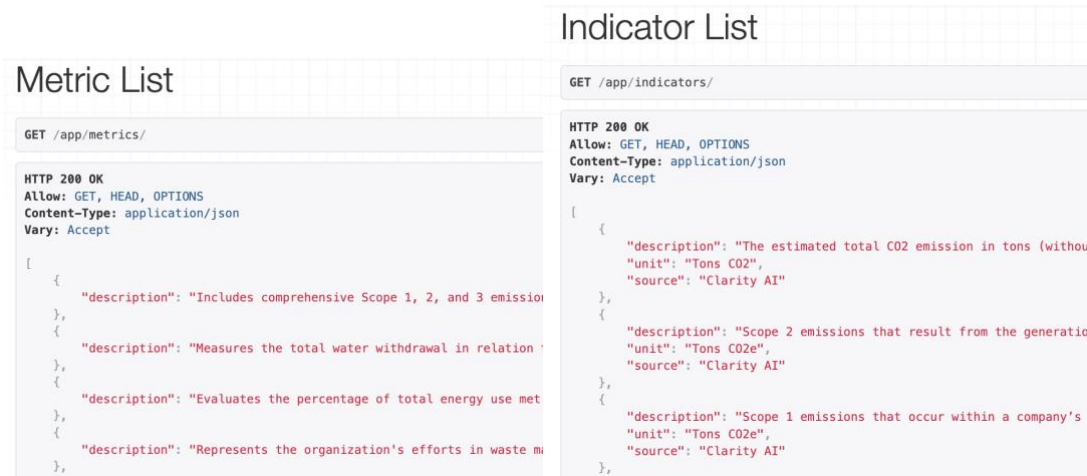 Metric List
GET /app/metrics/
HTTP 200 OK
Allow: GET, HEAD, OPTIONS
Content-Type: application/json
Vary: Accept
[
{
"description": "Includes comprehensive Scope 1, 2, and 3 emission
},
{
"description": "Measures the total water withdrawal in relation
},
{
"description": "Evaluates the percentage of total energy use met
},
{
"description": "Represents the organization's efforts in waste ma
},
Indicator List
GET /app/indicators/
HTTP 200 OK
Allow: GET, HEAD, OPTIONS
Content-Type: application/json
Vary: Accept
[
{
"description": "The estimated total CO2 emission in tons (withou
"unit": "Tons CO2",
"source": "Clarity AI"
},
{
"description": "Scope 2 emissions that result from the generatio
"unit": "Tons CO2e",
"source": "Clarity AI"
},
{
"description": "Scope 1 emissions that occur within a company’s
"unit": "Tons CO2e",
"source": "Clarity AI"
},